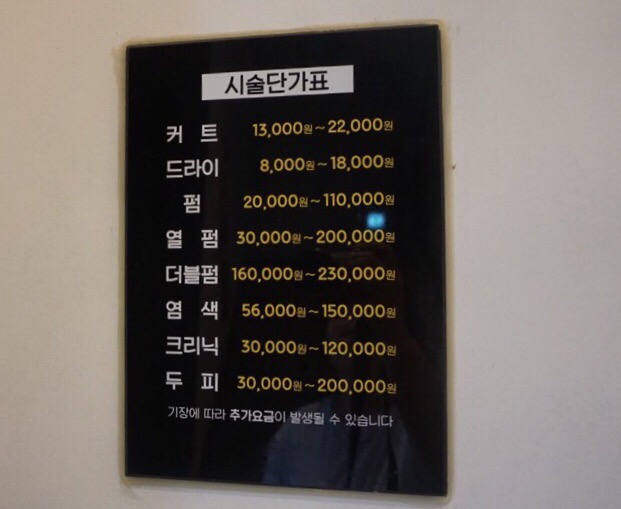 시술단가표
커 트 13,000원~22,000원
드라이 8,000원~18,000원
펌 20,000원~110,000원
열 펌 30,000원~200,000원
더블펌 160,000원~230,000원
염 색 56,000원~150,000원
크리닉 30,000원~120,000원
두 피 30,000원~200,000원
기장에 따라 추가요금이 발생될 수 있습니다